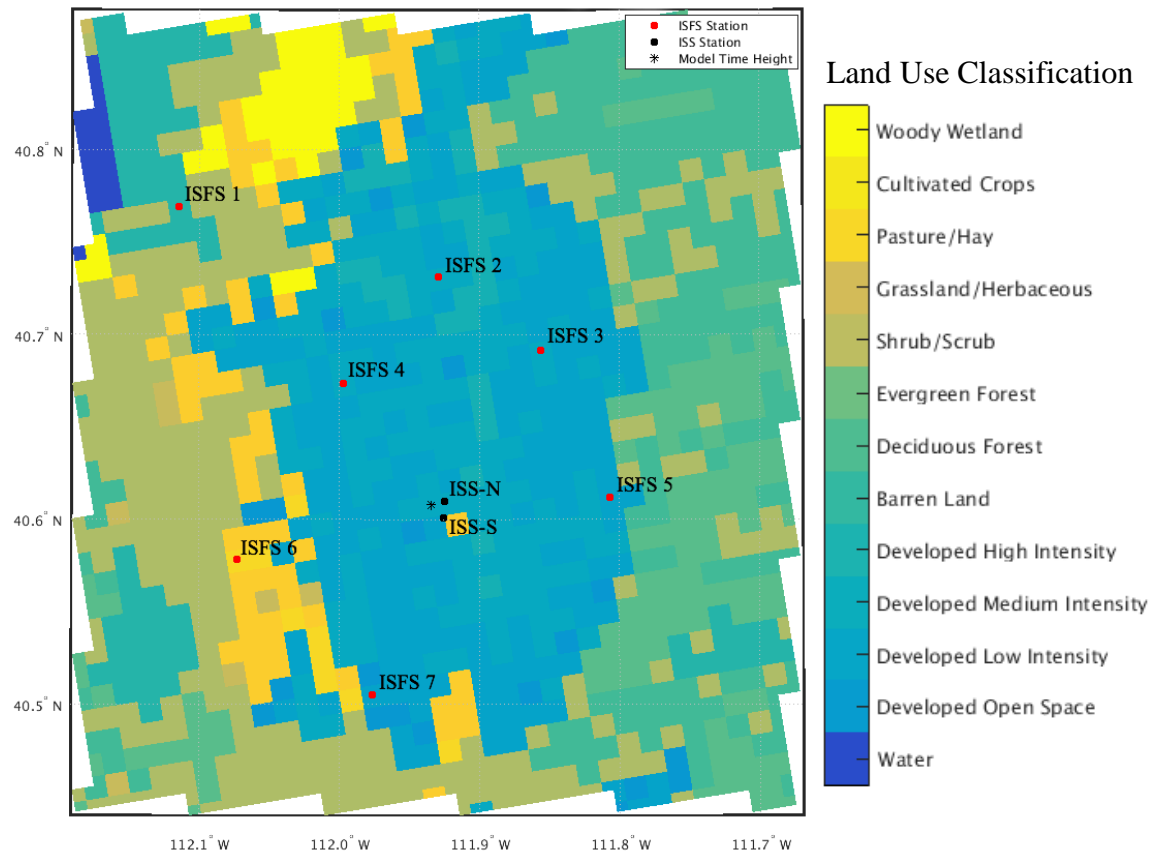 ISFS Station
ISS Station
Model Time Height
Land Use Classification
Woody Wetland
Cultivated Crops
Pasture/Hay
Grassland/Herbaceous
Shrub/Scrub
Evergreen Forest
Deciduous Forest
Barren Land
Developed High Intensity
Developed Medium Intensity
Developed Low Intensity
Developed Open Space
Water
40.8° N
40.7° N
40.6° N
40.5° N
ISFS 1
ISFS 2
ISFS 3
ISFS 4
ISS-N
ISFS 5
ISS-S
ISFS 6
ISFS 7
112.1° W
112.0° W
111.9° W
111.8° W
111.7° W